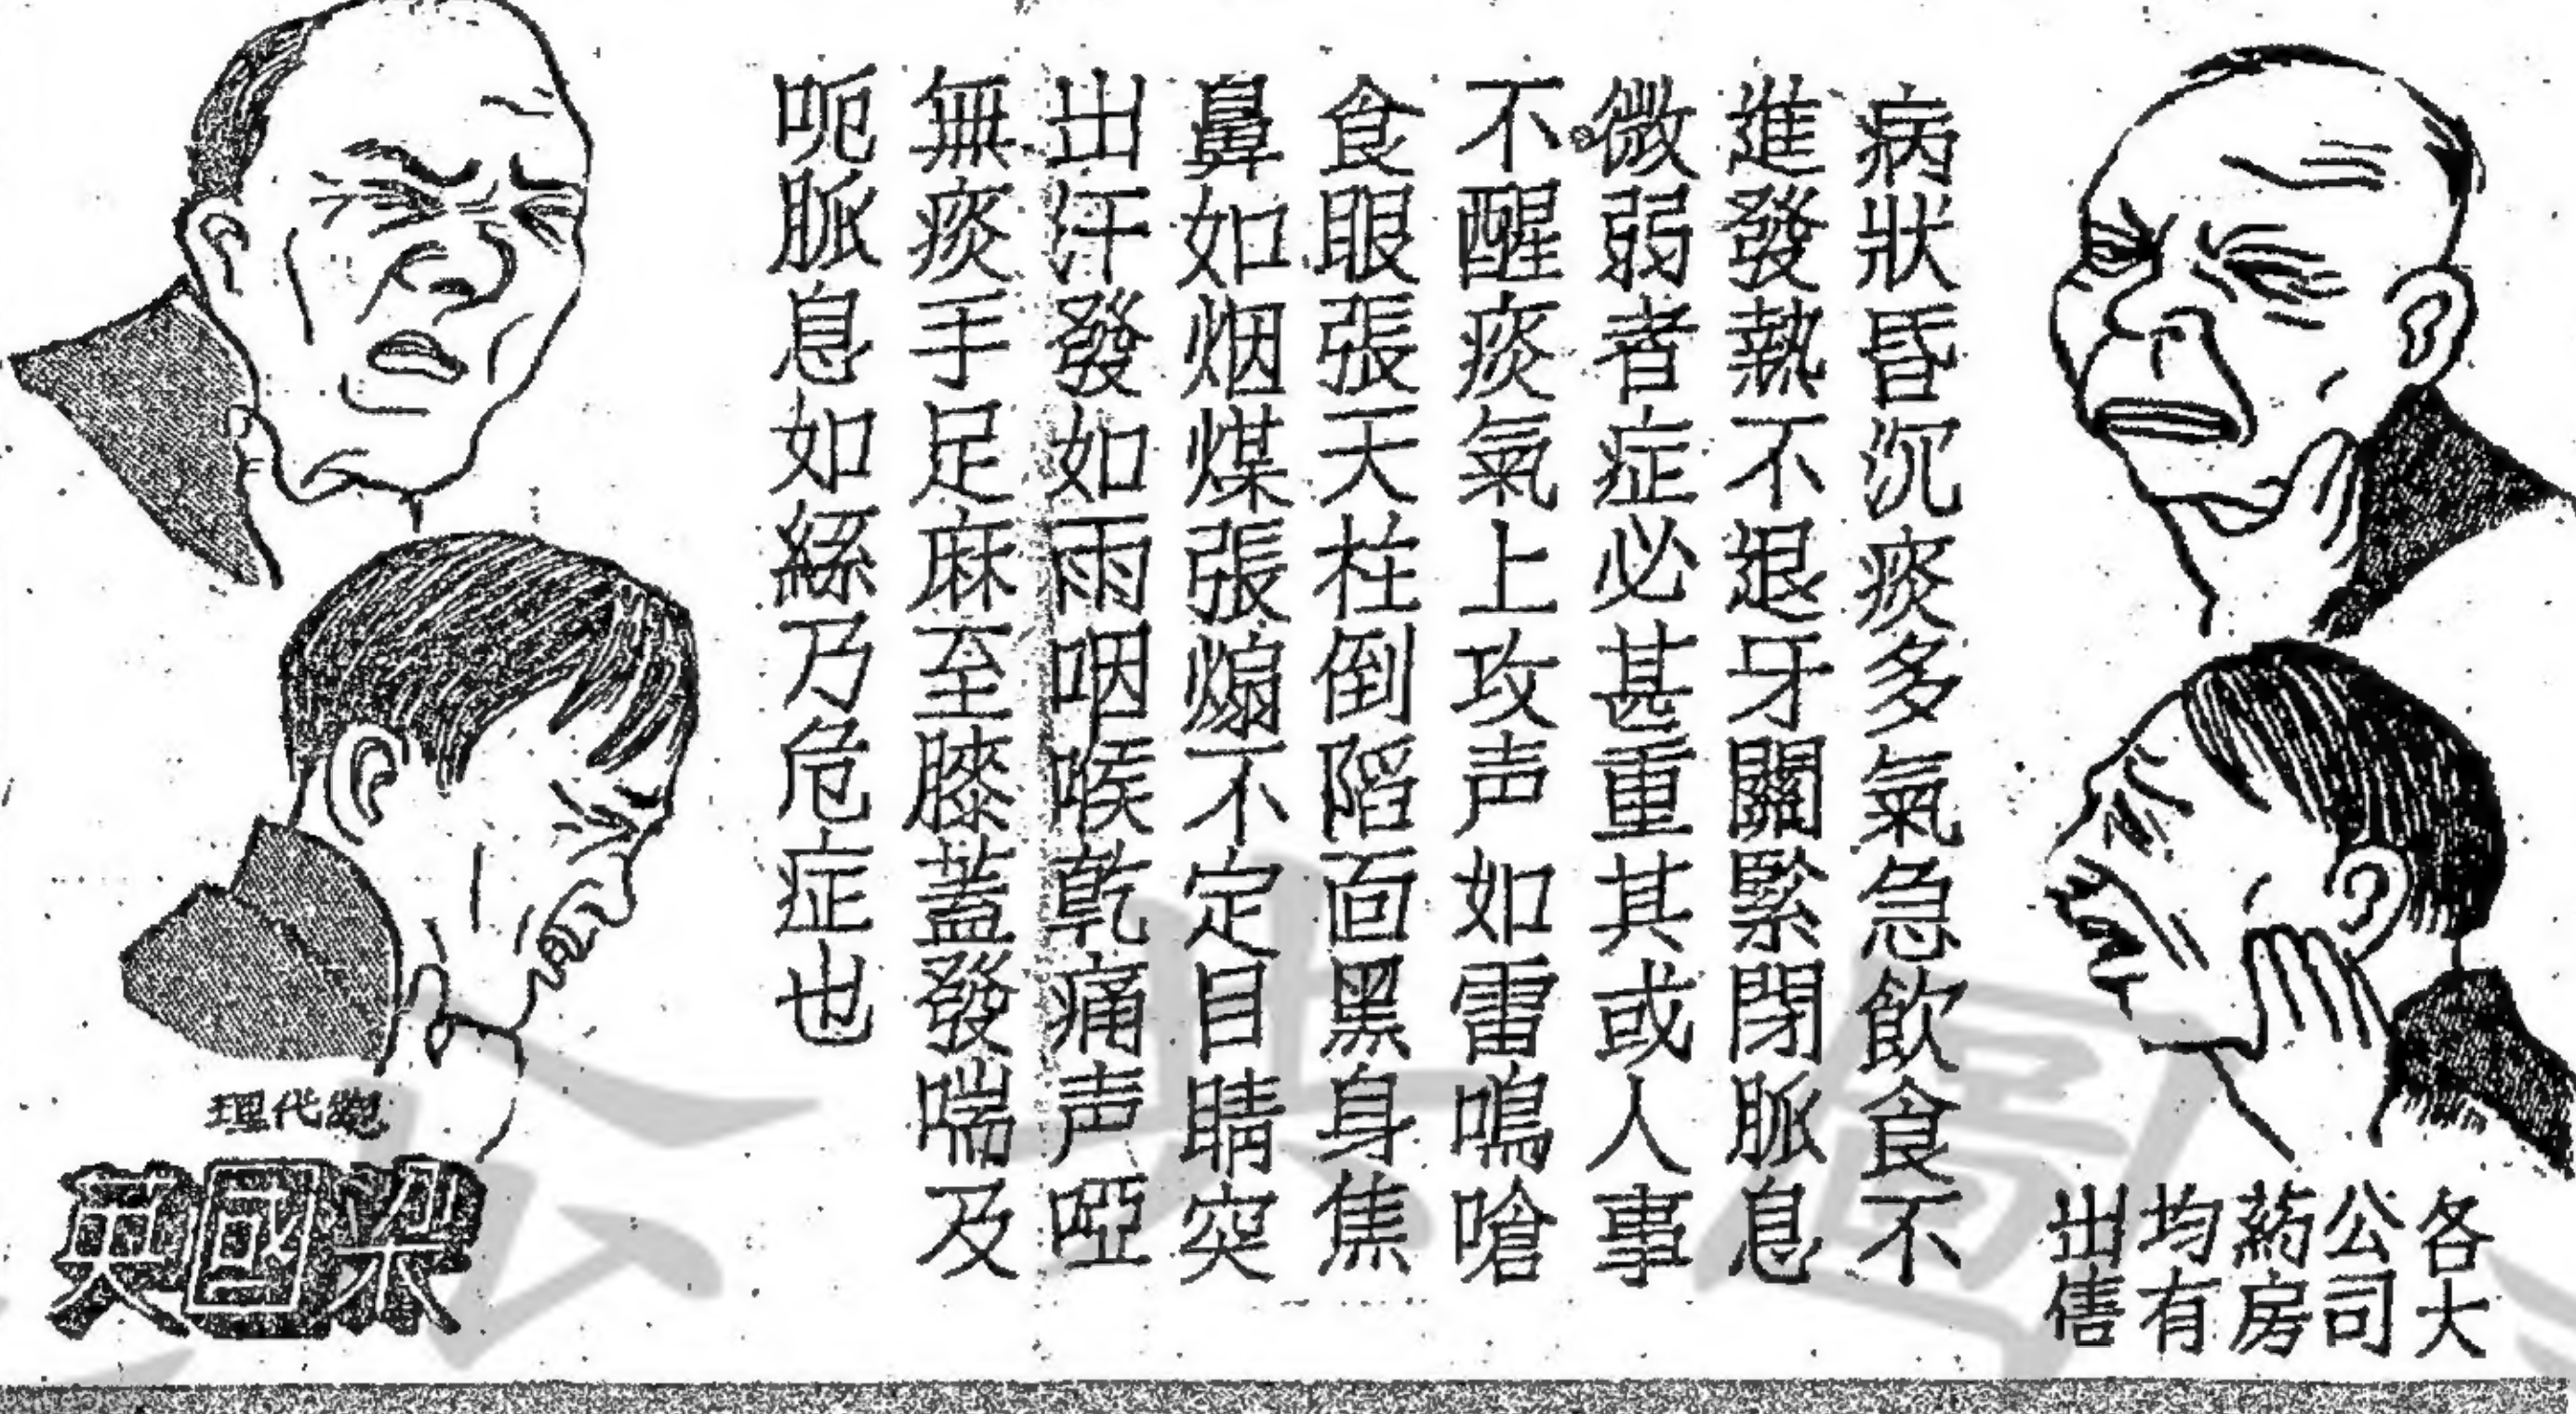 病狀昏沉痰多氣急飲食不
進發熱不退牙關緊閉脈息
微弱者症必甚重其或人事
不醒痰氣上攻声如雷鳴嗆
食眼張天柱倒陷面黑身焦
鼻如烟煤張煽不定目睛突
出汗發如雨咽喉乾痛声啞
無痰手足麻至膝蓋發喘及
呃脈息如絲乃危症也
各大
公司
葯房
均有
出售
總代理
梁國英